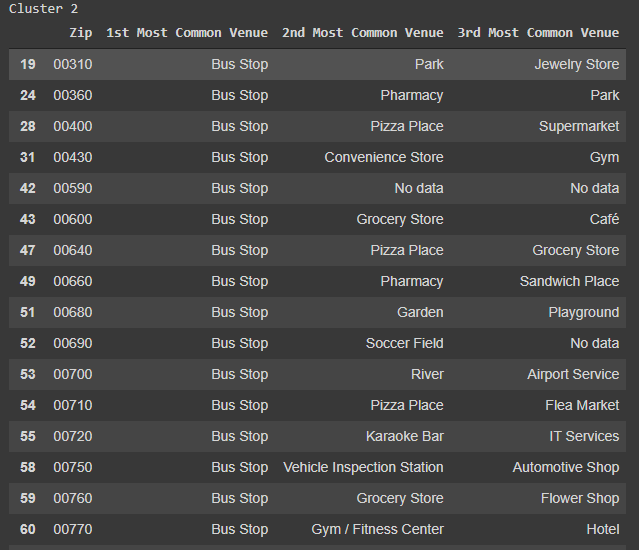 Cluster 2
Zip 1st Most Common Venue 2nd Most Common Venue 3rd Most Common Venue
19 00310 Bus Stop Park Jewelry Store
24 00360 Bus Stop Pharmacy Park
28 00400 Bus Stop Pizza Place Supermarket
31 00430 Bus Stop Convenience Store Gym
42 00590 Bus Stop No data No data
43 00600 Bus Stop Grocery Store Café
47 00640 Bus Stop Pizza Place Grocery Store
49 00660 Bus Stop Pharmacy Sandwich Place
51 00680 Bus Stop Garden Playground
52 00690 Bus Stop Soccer Field No data
53 00700 Bus Stop River Airport Service
54 00710 Bus Stop Pizza Place Flea Market
55 00720 Bus Stop Karaoke Bar IT Services
58 00750 Bus Stop Vehicle Inspection Station Automotive Shop
59 00760 Bus Stop Grocery Store Flower Shop
60 00770 Bus Stop Gym / Fitness Center Hotel